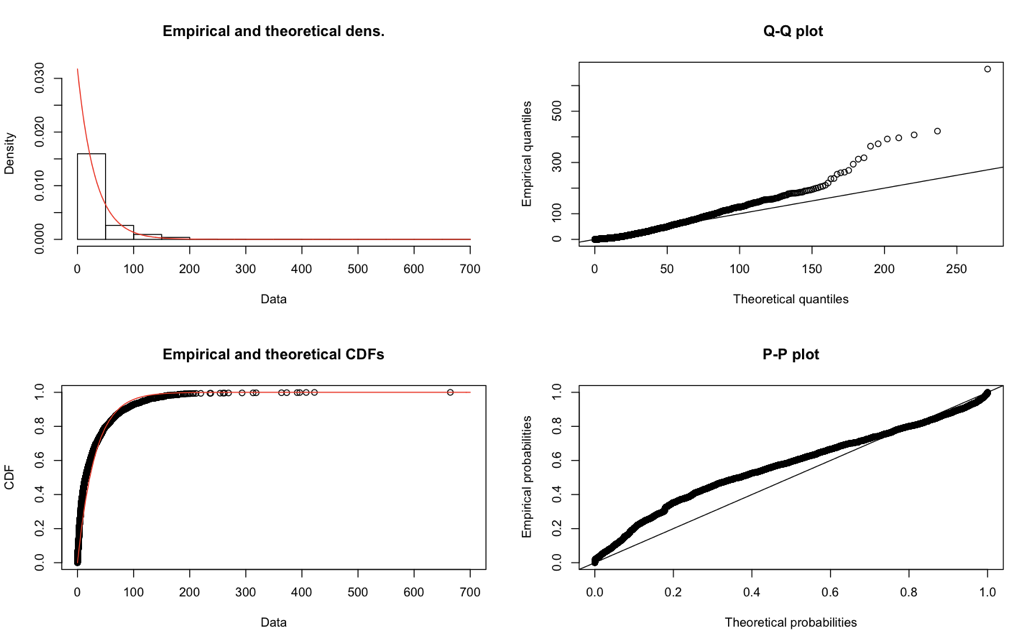 Empirical and theoretical dens.
Density
0.000 0.010 0.020 0.030
0 100 200 300 400 500 600 700
Data
Q-Q plot
Empirical quantiles
0 100 300 500
0 50 100 150 200 250
Theoretical quantiles
Empirical and theoretical CDFs
CDF
0.0 0.2 0.4 0.6 0.8 1.0
0 100 200 300 400 500 600 700
Data
P-P plot
Empirical probabilities
0.0 0.2 0.4 0.6 0.8 1.0
0.0 0.2 0.4 0.6 0.8 1.0
Theoretical probabilities